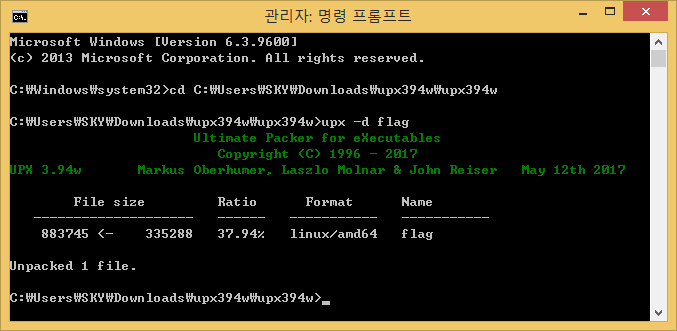 관리자: 명령 프롬프트
Microsoft Windows [Version 6.3.9600]
(c) 2013 Microsoft Corporation. All rights reserved.
C:₩Windows₩system32>cd C:₩Users₩SKY₩Downloads₩upx394w₩upx394w
C:₩Users₩SKY₩Downloads₩upx394w₩upx394w>upx -d flag
Ultimate Packer for eXecutables
Copyright (C) 1996 - 2017
UPX 3.94w Markus Oberhumer, Laszlo Molnar & John Reiser May 12th 2017
File size Ratio Format Name
-------------------- ------ ----------- -----------
883745 <- 335288 37.94% linux/amd64 flag
Unpacked 1 file.
C:₩Users₩SKY₩Downloads₩upx394w₩upx394w>_